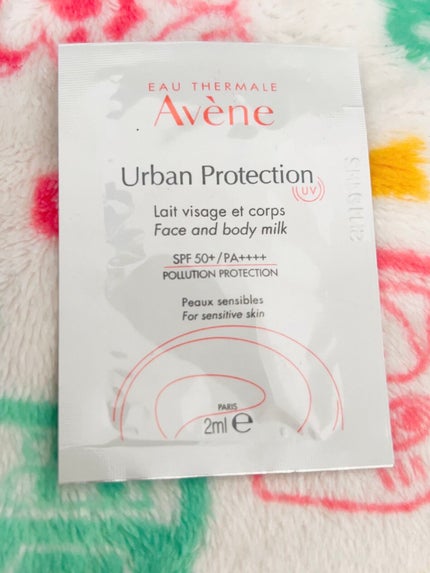 EAU THERMALE
Avène
Urban Protection
UV
Lait visage et corps
Face and body milk
SPF 50+/PA++++
POLLUTION PROTECTION
Peaux sensibles
For sensitive skin
PARIS
2ml e